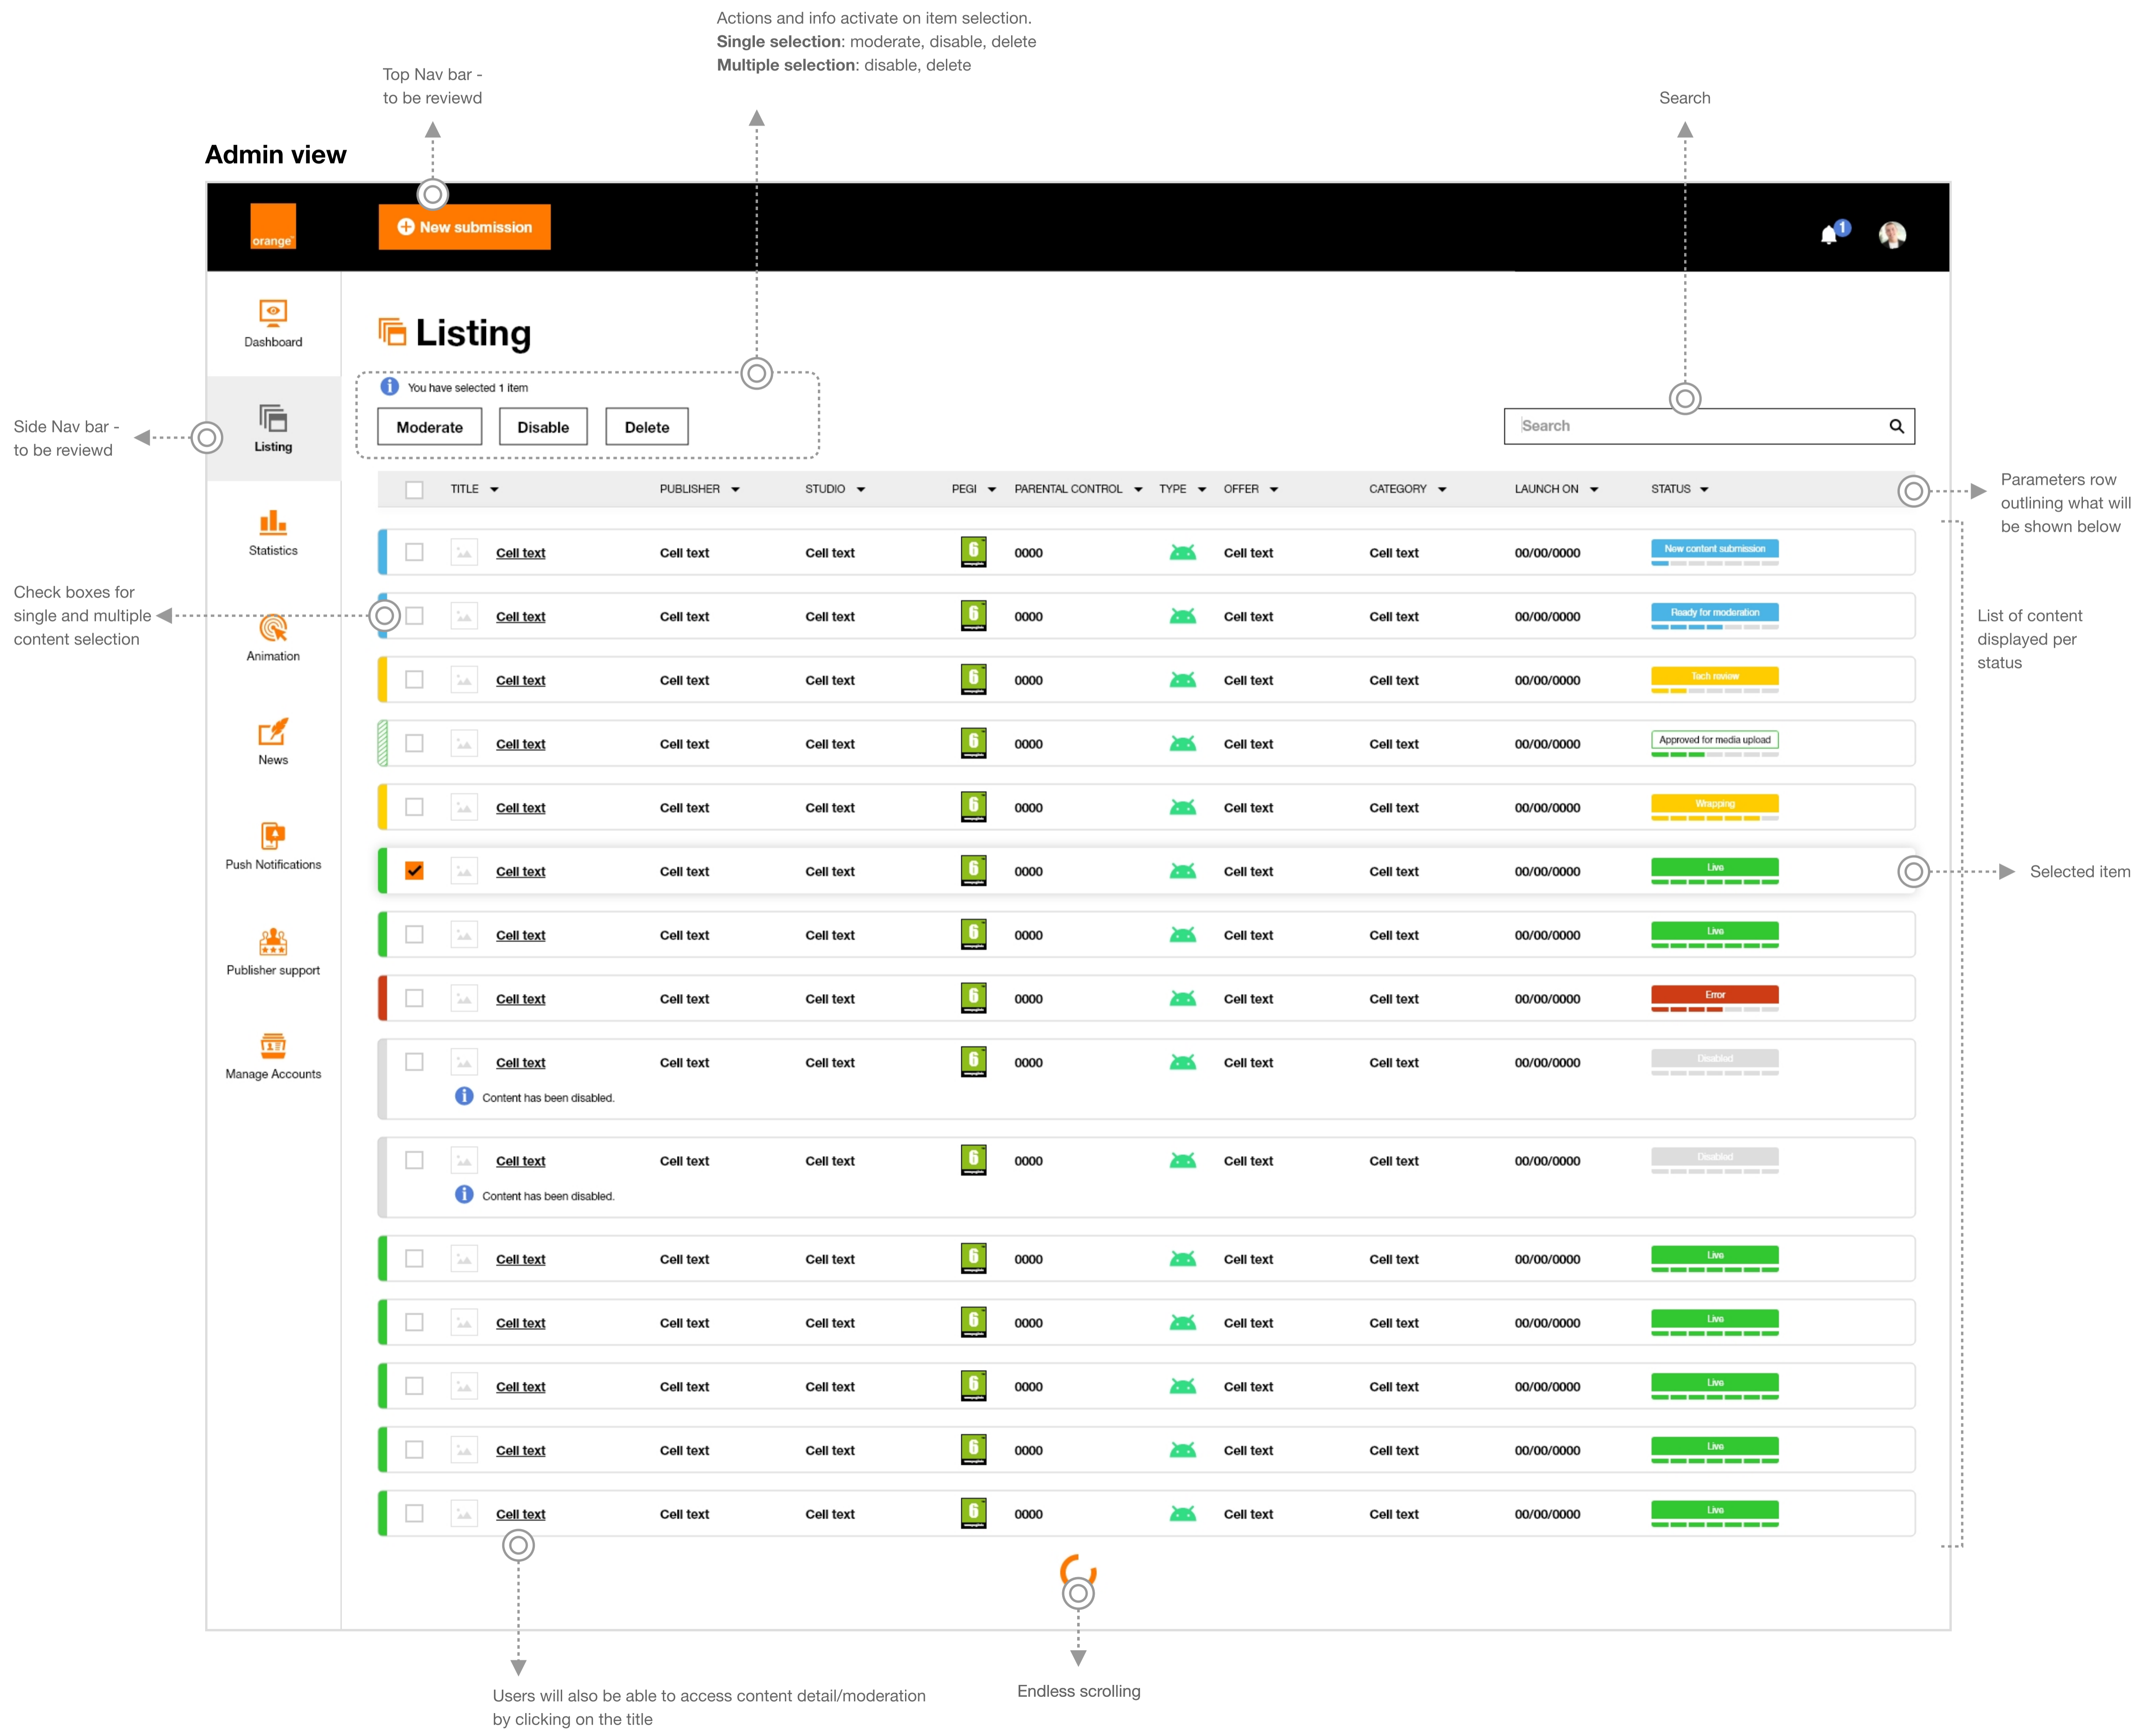 Actions and info activate on item selection.
Single selection: moderate, disable, delete
Multiple selection: disable, delete
Top Nav bar -
to be reviewd
Search
Admin view
orange
New submission
1
Dashboard
Listing
Statistics
Animation
News
Push Notifications
Publisher support
Manage Accounts
Side Nav bar -
to be reviewd
Check boxes for
single and multiple
content selection
Listing
You have selected 1 item
Moderate Disable Delete
Search
TITLE PUBLISHER STUDIO PEGI PARENTAL CONTROL TYPE OFFER CATEGORY LAUNCH ON STATUS
Cell text Cell text Cell text 6 0000 Cell text Cell text 00/00/0000 New content submission
Cell text Cell text Cell text 6 0000 Cell text Cell text 00/00/0000 Ready for moderation
Cell text Cell text Cell text 6 0000 Cell text Cell text 00/00/0000 Tech review
Cell text Cell text Cell text 6 0000 Cell text Cell text 00/00/0000 Approved for media upload
Cell text Cell text Cell text 6 0000 Cell text Cell text 00/00/0000 Wrapping
Cell text Cell text Cell text 6 0000 Cell text Cell text 00/00/0000 Live
Cell text Cell text Cell text 6 0000 Cell text Cell text 00/00/0000 Live
Cell text Cell text Cell text 6 0000 Cell text Cell text 00/00/0000 Error
Cell text Cell text Cell text 6 0000 Cell text Cell text 00/00/0000 Disabled
Content has been disabled.
Cell text Cell text Cell text 6 0000 Cell text Cell text 00/00/0000 Disabled
Content has been disabled.
Cell text Cell text Cell text 6 0000 Cell text Cell text 00/00/0000 Live
Cell text Cell text Cell text 6 0000 Cell text Cell text 00/00/0000 Live
Cell text Cell text Cell text 6 0000 Cell text Cell text 00/00/0000 Live
Cell text Cell text Cell text 6 0000 Cell text Cell text 00/00/0000 Live
Cell text Cell text Cell text 6 0000 Cell text Cell text 00/00/0000 Live
Parameters row
outlining what will
be shown below
List of content
displayed per
status
Selected item
Users will also be able to access content detail/moderation
by clicking on the title
Endless scrolling